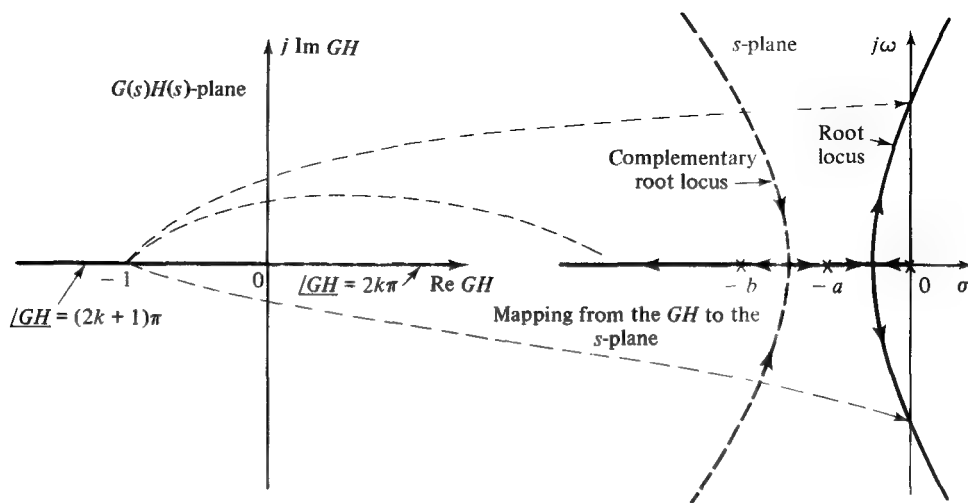 j Im GH
G(s)H(s)-plane
-1
0
/GH = 2kπ
Re GH
/GH = (2k + 1)π
s-plane
jω
Root
locus
Complementary
root locus
-b
-a
0
σ
Mapping from the GH to the
s-plane